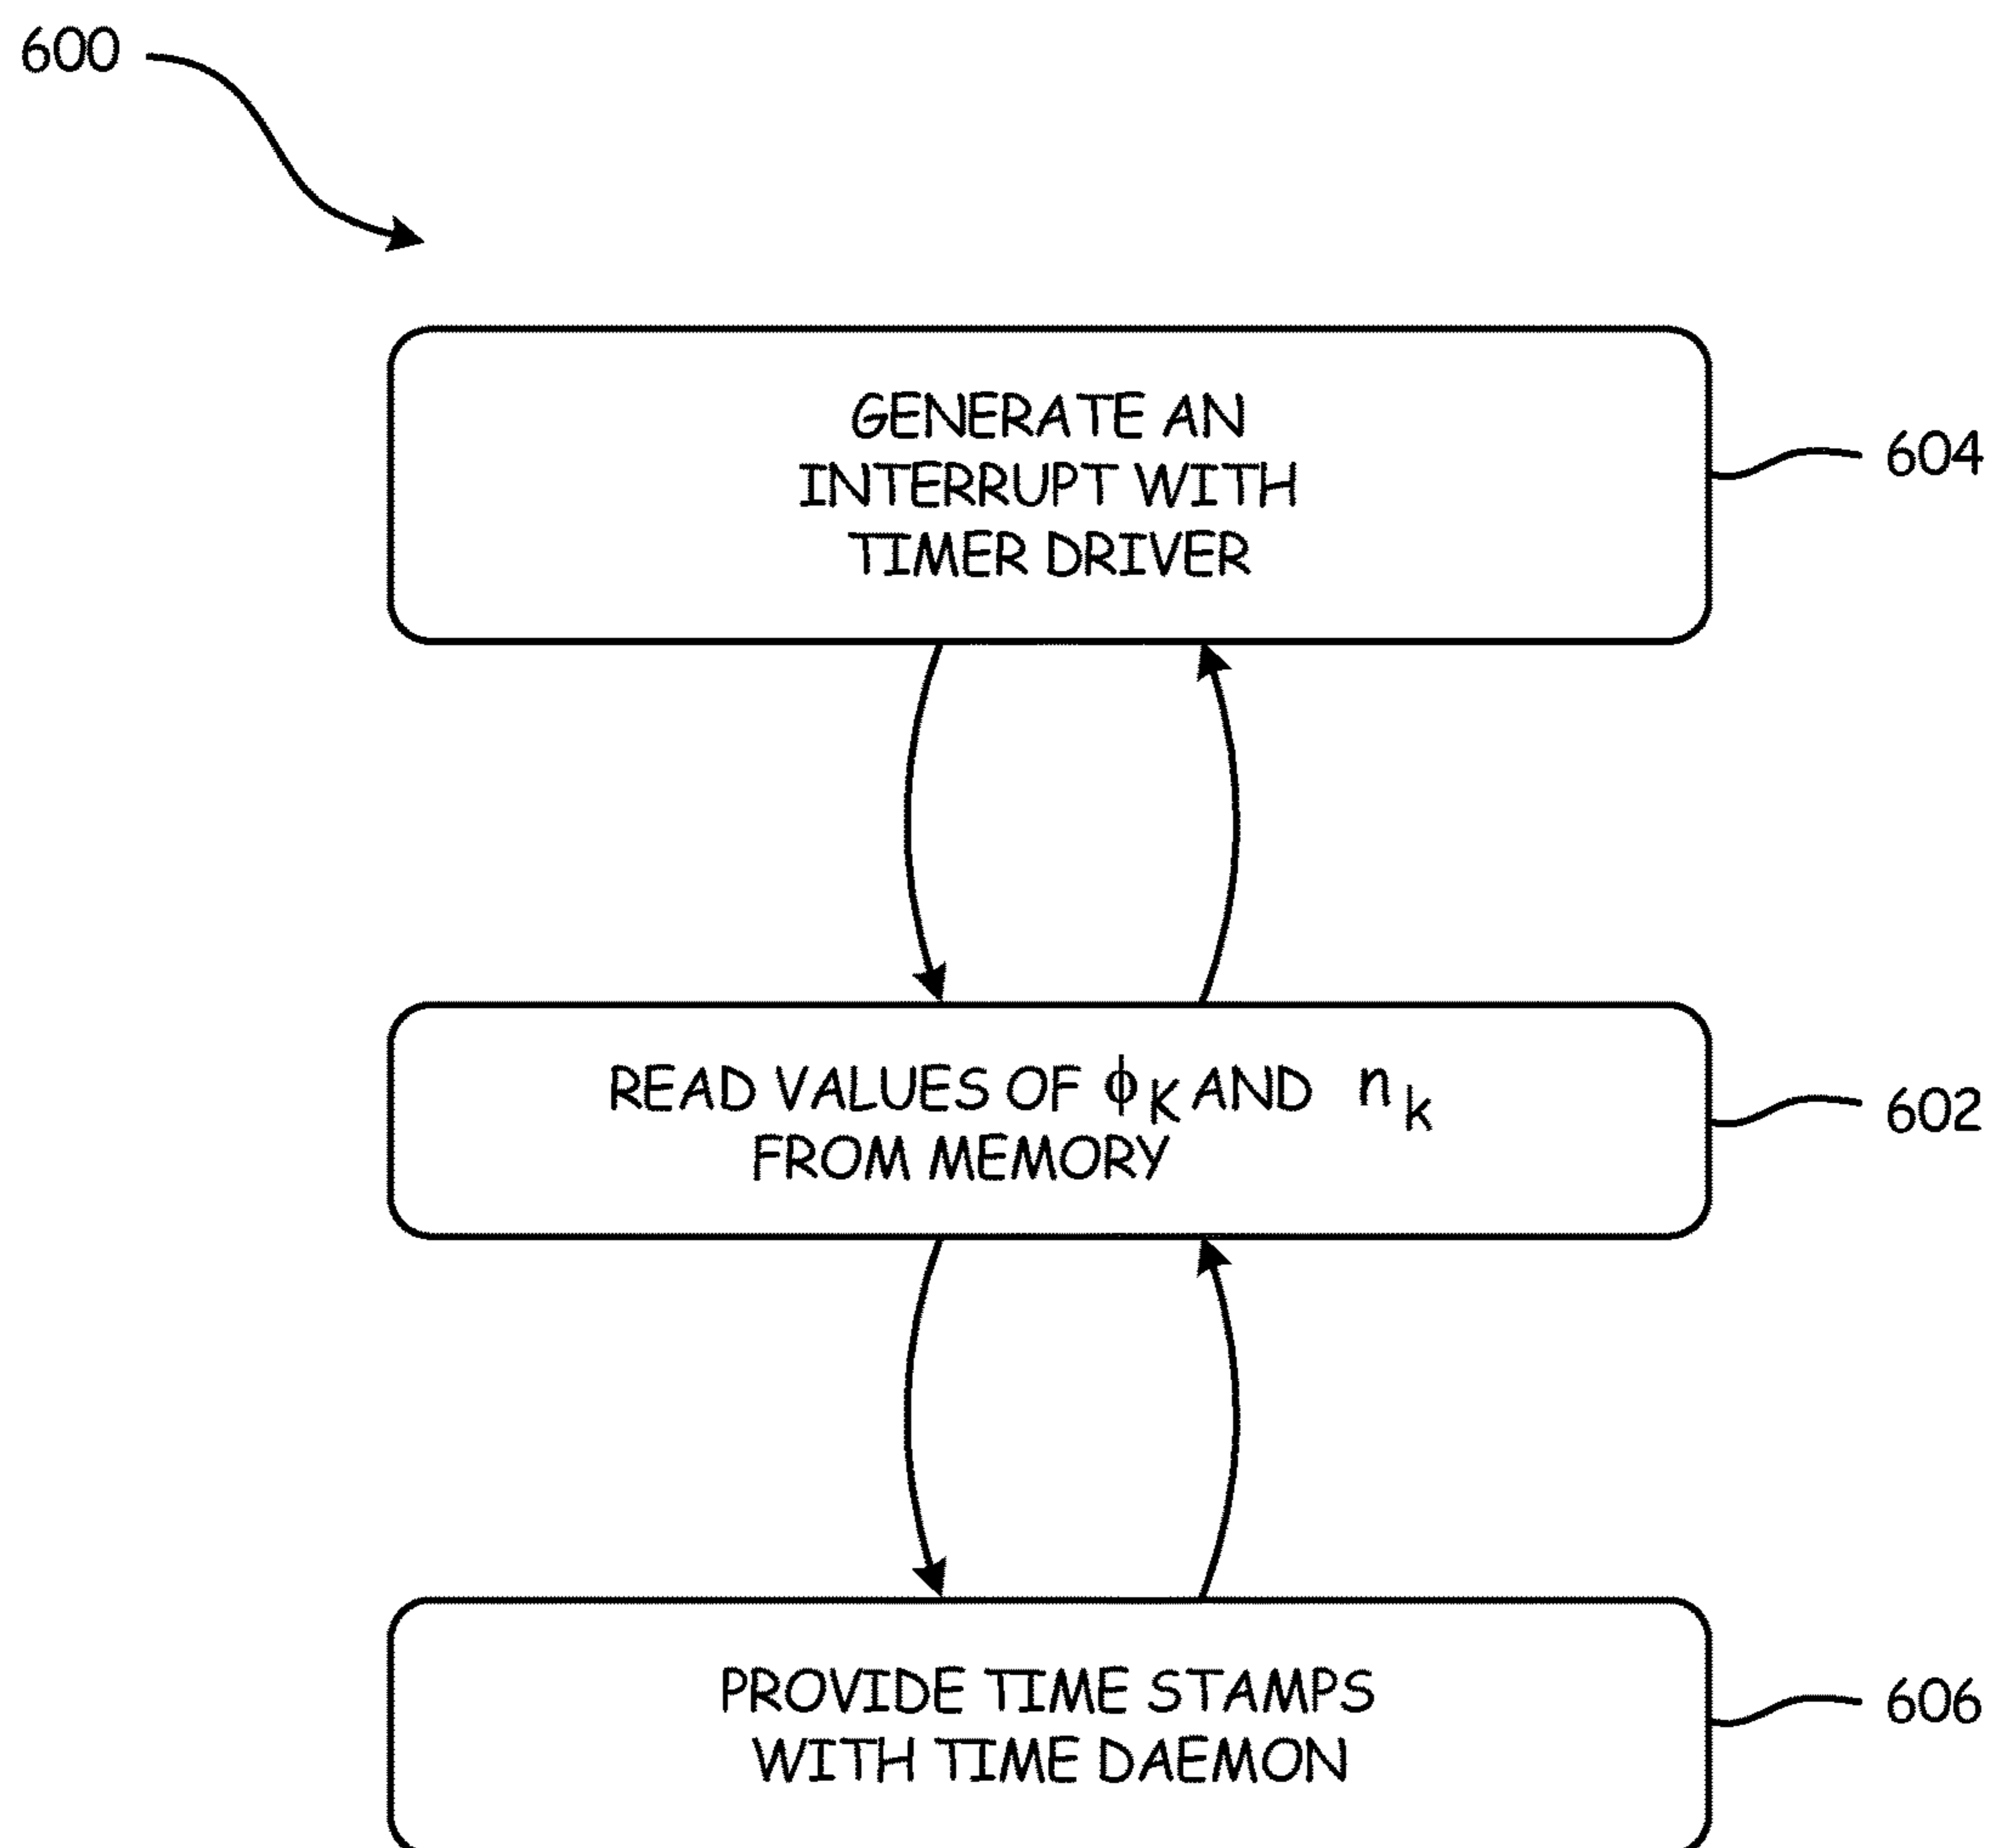 600
GENERATE AN
INTERRUPT WITH
TIMER DRIVER
604
READ VALUES OF ϕK AND nk
FROM MEMORY
602
PROVIDE TIME STAMPS
WITH TIME DAEMON
606